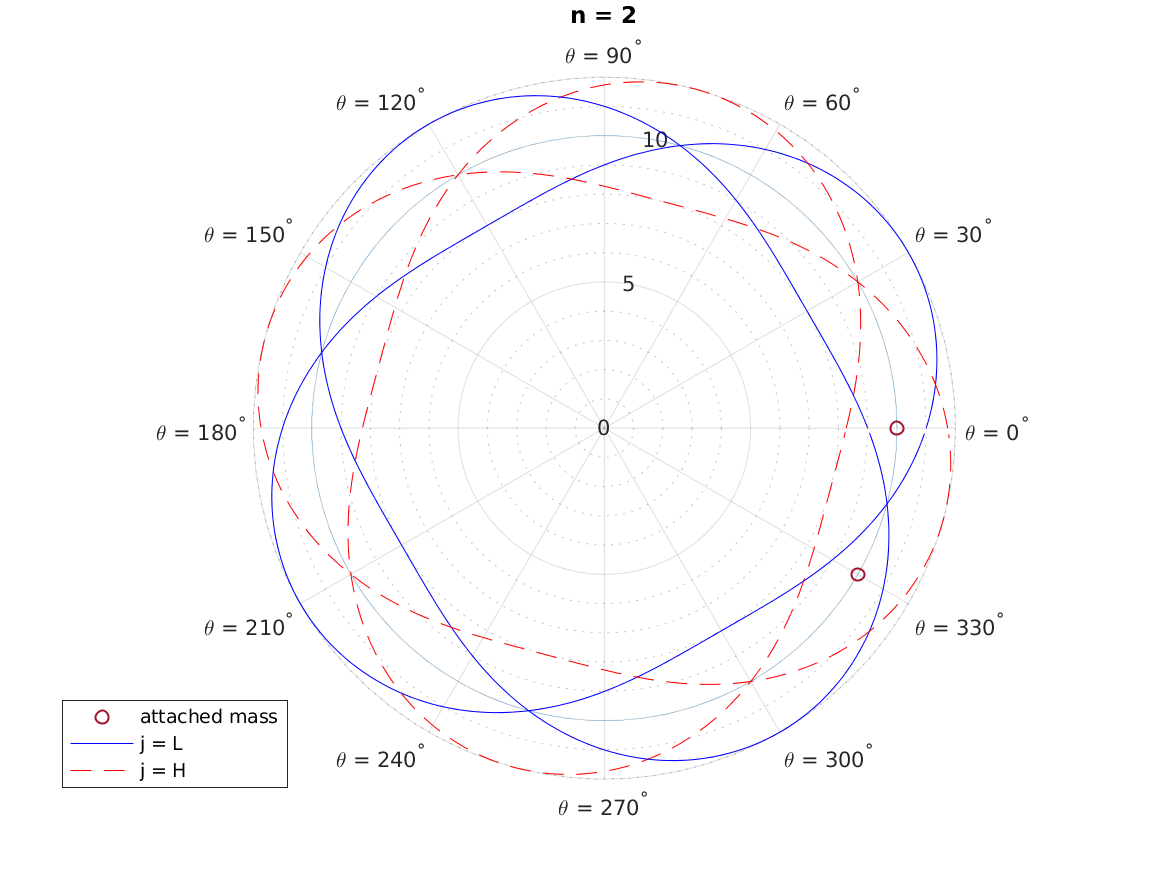 n = 2
θ = 90°
θ = 120°
θ = 60°
10
θ = 150°
θ = 30°
5
θ = 180°
0
θ = 0°
θ = 210°
θ = 330°
attached mass
j = L
j = H
θ = 240°
θ = 300°
θ = 270°